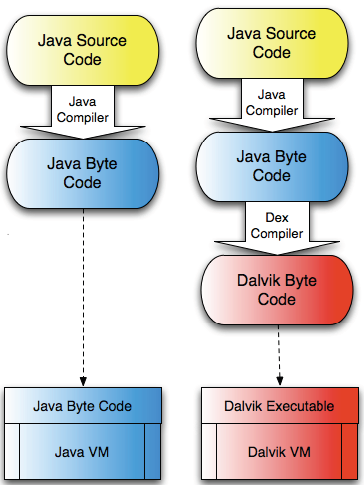 Java Source
Code
Java
Compiler
Java Byte
Code
Java Byte Code
Java VM
Java Source
Code
Java
Compiler
Java Byte
Code
Dex
Compiler
Dalvik Byte
Code
Dalvik Executable
Dalvik VM